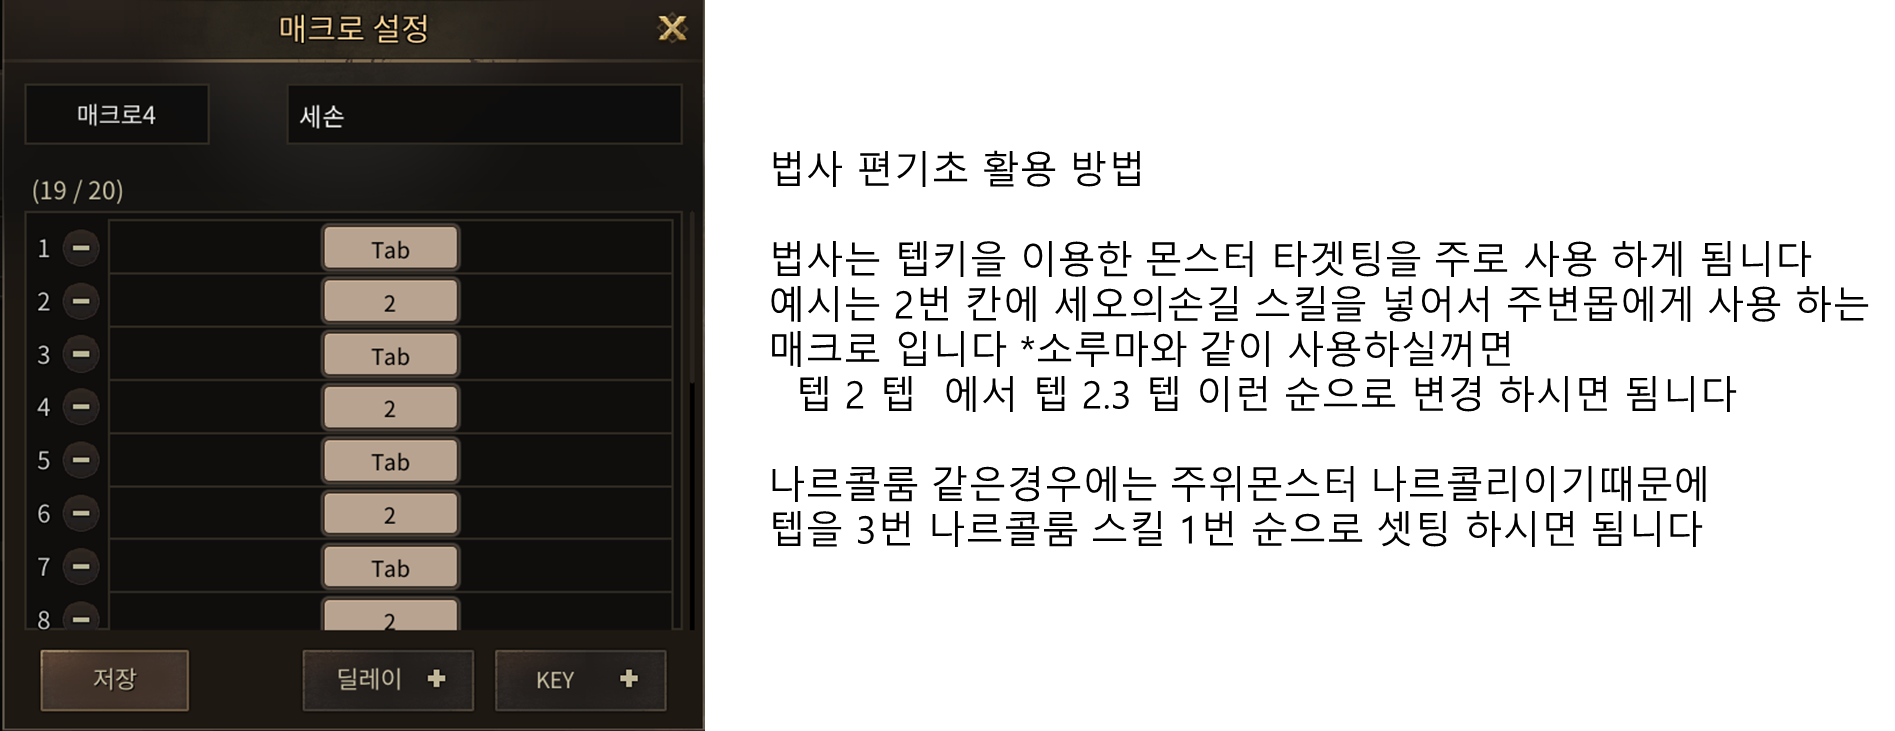 매크로 설정
매크로4
세손
(19 / 20)
1 Tab
2 2
3 Tab
4 2
5 Tab
6 2
7 Tab
8 2
저장
딜레이
KEY
법사 편기초 활용 방법
법사는 텝키을 이용한 몬스터 타겟팅을 주로 사용 하게 됨니다
예시는 2번 칸에 세오의손길 스킬을 넣어서 주변몹에게 사용 하는
매크로 입니다 *소루마와 같이 사용하실꺼면
텝 2 텝 에서 텝 2.3 텝 이런 순으로 변경 하시면 됨니다
나르콜룸 같은경우에는 주위몬스터 나르콜리이기때문에
텝을 3번 나르콜룸 스킬 1번 순으로 셋팅 하시면 됨니다